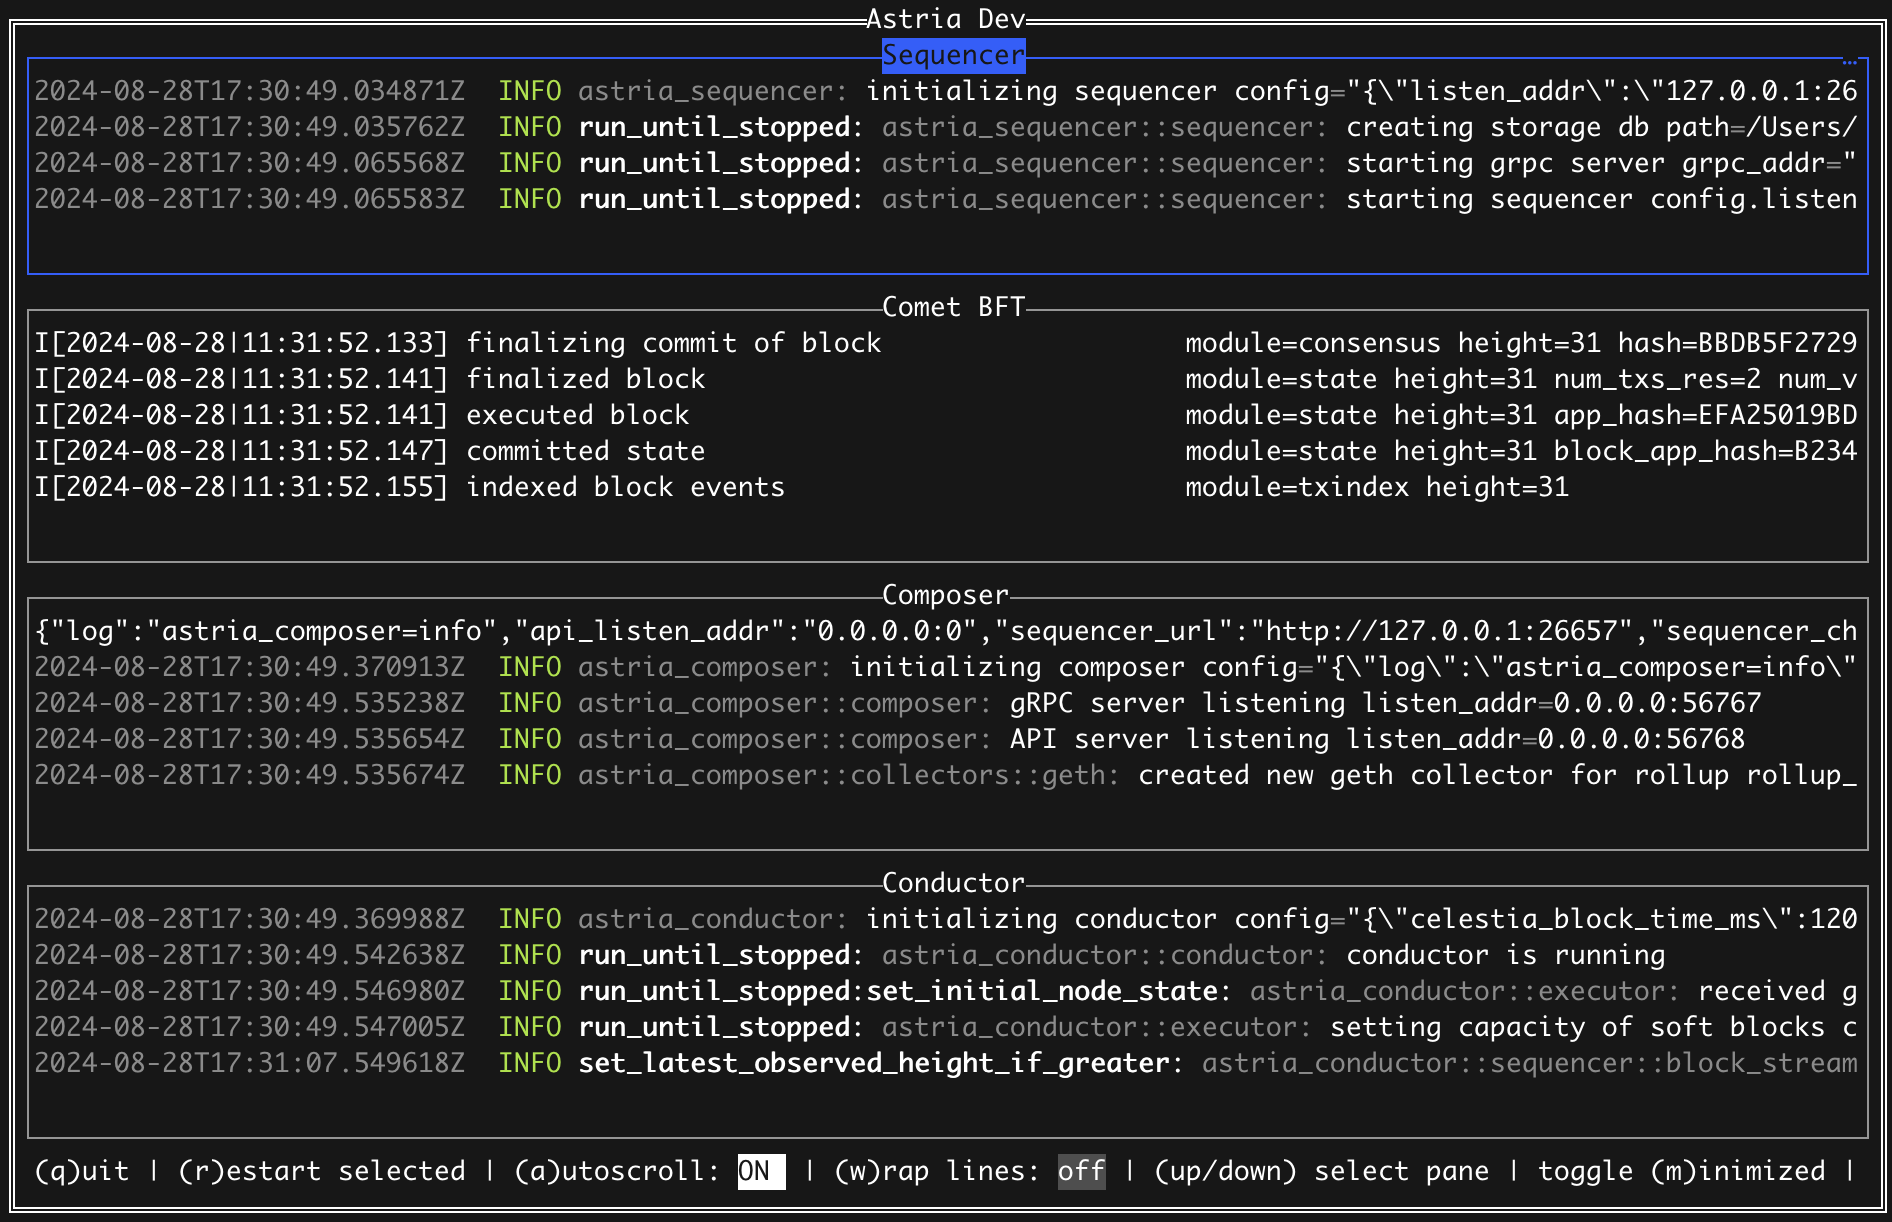 Astria Dev
Sequencer
…
2024-08-28T17:30:49.034871Z  INFO astria_sequencer: initializing sequencer config="{\"listen_addr\":\"127.0.0.1:26
2024-08-28T17:30:49.035762Z  INFO run_until_stopped: astria_sequencer::sequencer: creating storage db path=/Users/
2024-08-28T17:30:49.065568Z  INFO run_until_stopped: astria_sequencer::sequencer: starting grpc server grpc_addr="
2024-08-28T17:30:49.065583Z  INFO run_until_stopped: astria_sequencer::sequencer: starting sequencer config.listen
Comet BFT
I[2024-08-28|11:31:52.133] finalizing commit of block                   module=consensus height=31 hash=BBDB5F2729
I[2024-08-28|11:31:52.141] finalized block                              module=state height=31 num_txs_res=2 num_v
I[2024-08-28|11:31:52.141] executed block                               module=state height=31 app_hash=EFA25019BD
I[2024-08-28|11:31:52.147] committed state                              module=state height=31 block_app_hash=B234
I[2024-08-28|11:31:52.155] indexed block events                         module=txindex height=31
Composer
{"log":"astria_composer=info","api_listen_addr":"0.0.0.0:0","sequencer_url":"http://127.0.0.1:26657","sequencer_ch
2024-08-28T17:30:49.370913Z  INFO astria_composer: initializing composer config="{\"log\":\"astria_composer=info\"
2024-08-28T17:30:49.535238Z  INFO astria_composer::composer: gRPC server listening listen_addr=0.0.0.0:56767
2024-08-28T17:30:49.535654Z  INFO astria_composer::composer: API server listening listen_addr=0.0.0.0:56768
2024-08-28T17:30:49.535674Z  INFO astria_composer::collectors::geth: created new geth collector for rollup rollup_
Conductor
2024-08-28T17:30:49.369988Z  INFO astria_conductor: initializing conductor config="{\"celestia_block_time_ms\":120
2024-08-28T17:30:49.542638Z  INFO run_until_stopped: astria_conductor::conductor: conductor is running
2024-08-28T17:30:49.546980Z  INFO run_until_stopped:set_initial_node_state: astria_conductor::executor: received g
2024-08-28T17:30:49.547005Z  INFO run_until_stopped: astria_conductor::executor: setting capacity of soft blocks c
2024-08-28T17:31:07.549618Z  INFO set_latest_observed_height_if_greater: astria_conductor::sequencer::block_stream
(q)uit | (r)estart selected | (a)utoscroll: ON  | (w)rap lines: off | (up/down) select pane | toggle (m)inimized |